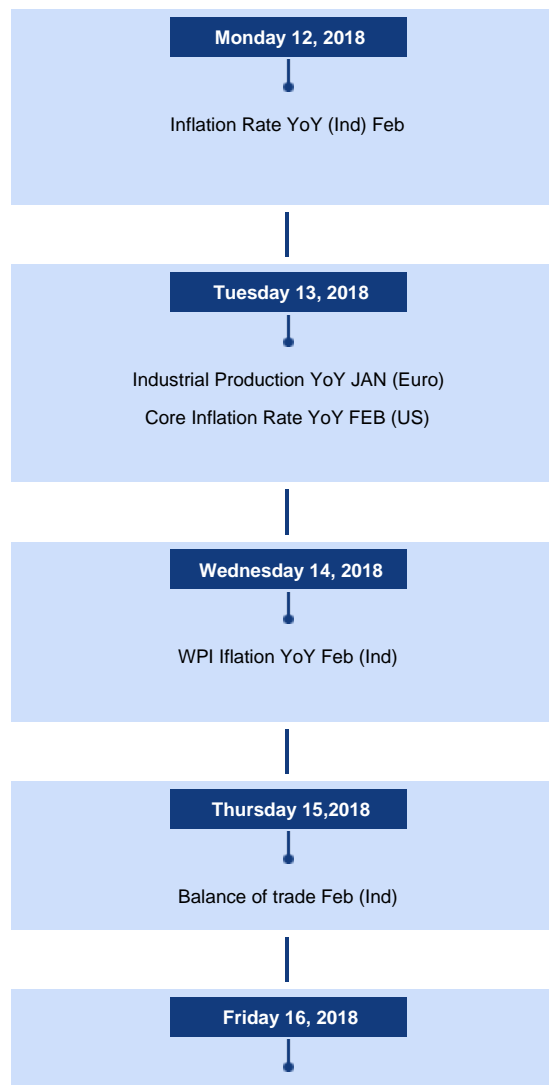 Monday 12, 2018
Inflation Rate YoY (Ind) Feb
Tuesday 13, 2018
Industrial Production YoY JAN (Euro)
Core Inflation Rate YoY FEB (US)
Wednesday 14, 2018
WPI Iflation YoY Feb (Ind)
Thursday 15,2018
Balance of trade Feb (Ind)
Friday 16, 2018